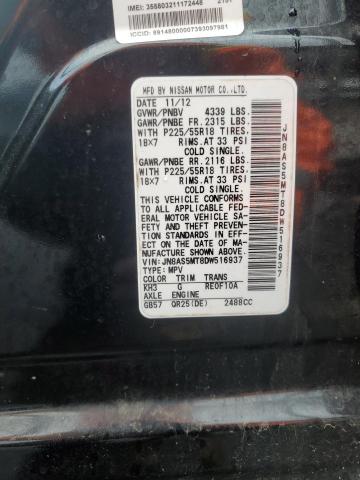 IMEI: 355803211172448 2101
ICCID: 89148000007393097981
MFD BY NISSAN MOTOR CO.,LTD.
DATE 11/12
GVWR/PNBV 4339 LBS.
GAWR/PNBE FR. 2315 LBS.
WITH P225/55R18 TIRES,
18X7 RIMS.AT 33 PSI
COLD SINGLE.
GAWR/PNBE RR. 2116 LBS.
WITH P225/55R18 TIRES,
18X7 RIMS.AT 33 PSI
COLD SINGLE.
THIS VEHICLE CONFORMS
TO ALL APPLICABLE FED-
ERAL MOTOR VEHICLE SA-
FETY AND THEFT PREVEN-
TION STANDARDS IN EFF-
ECT ON THE DATE OF MA-
NUFACTURE SHOWN ABOVE.
VIN:JN8AS5MT8DW516937
TYPE: MPV
COLOR TRIM TRANS
KH3 G RE0F10A
AXLE ENGINE
GB57 QR25(DE) 2488CC
JN8AS5MT8DW516937